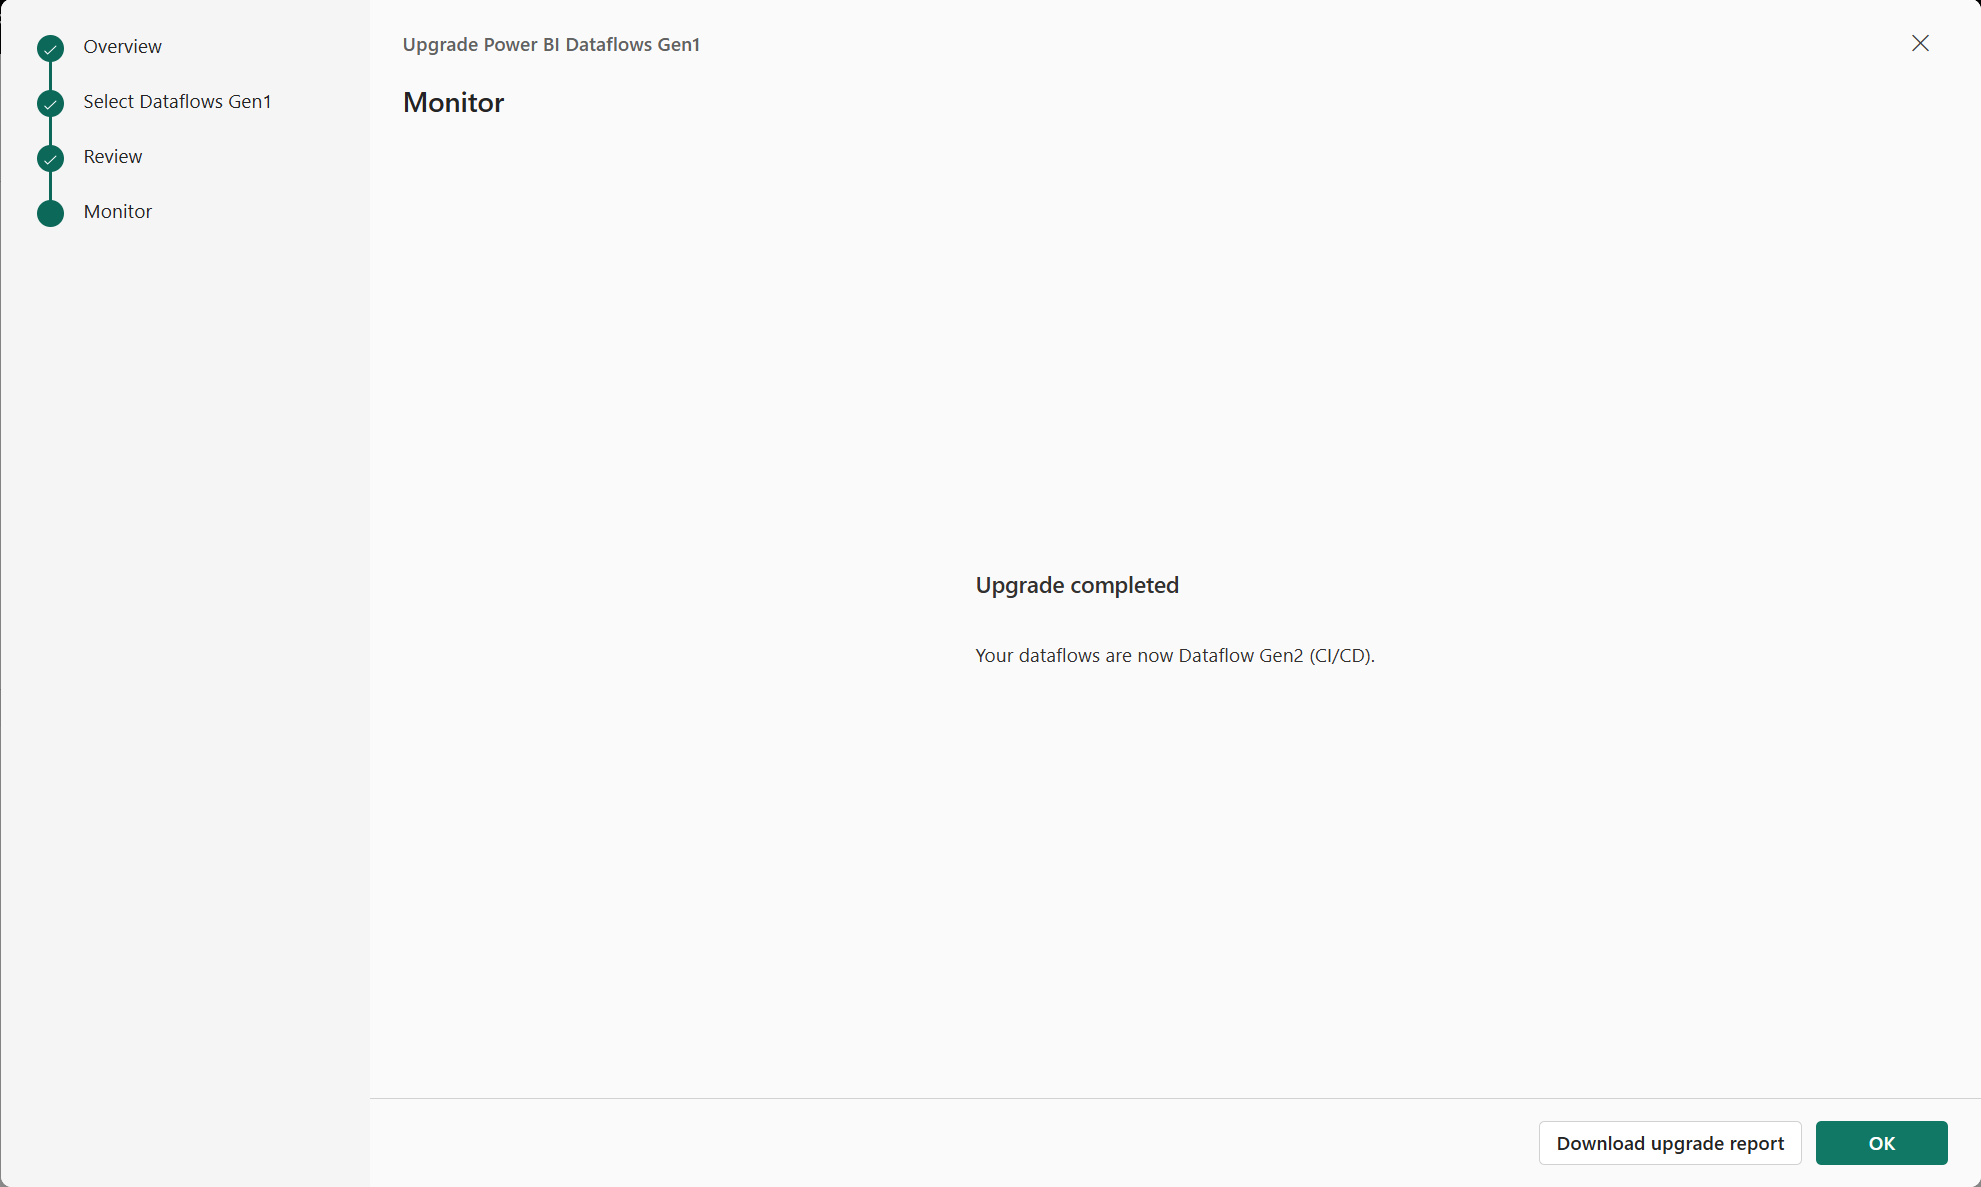 Overview
Select Dataflows Gen1
Review
Monitor
Upgrade Power BI Dataflows Gen1
Monitor
Upgrade completed
Your dataflows are now Dataflow Gen2 (CI/CD).
Download upgrade report
OK